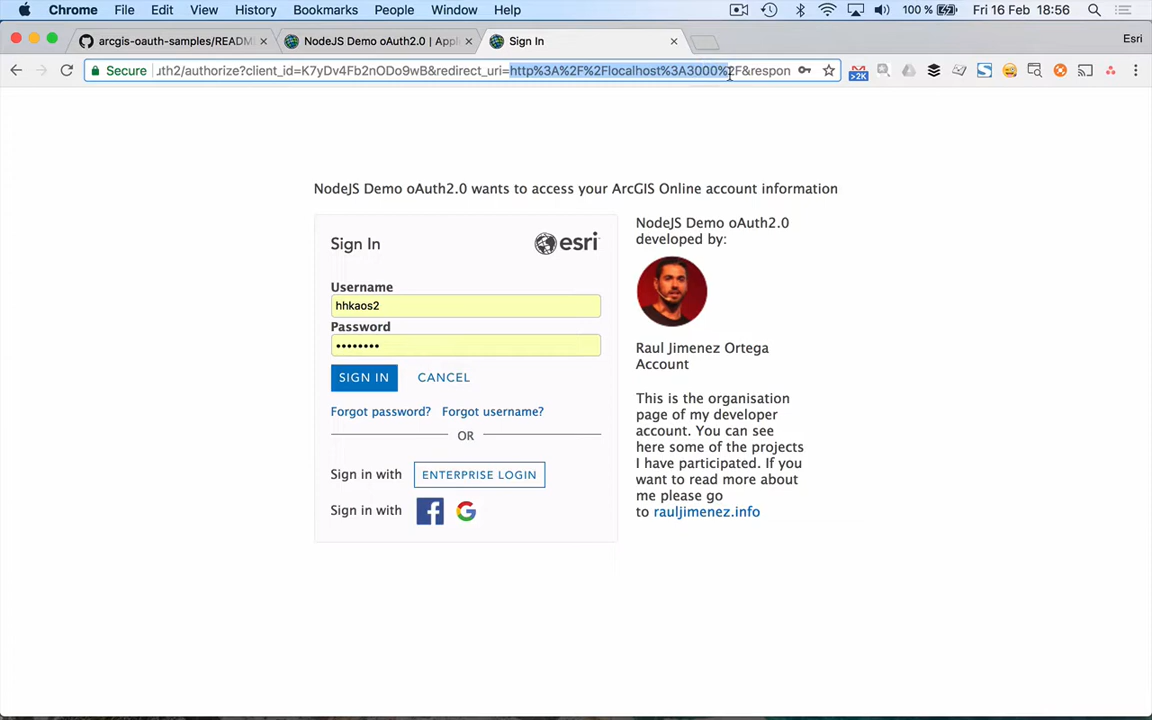 Chrome File Edit View History Bookmarks People Window Help 100 % Fri 16 Feb 18:56
arcgis-oauth-samples/READM NodeJS Demo oAuth2.0 | Appl Sign In Esri
Secure uth2/authorize?client_id=K7yDv4Fb2nODo9wB&redirect_uri=http%3A%2F%2Flocalhost%3A3000%2F&respon >2K
NodeJS Demo oAuth2.0 wants to access your ArcGIS Online account information
Sign In
esri
Username
hhkaos2
Password
••••••••
SIGN IN CANCEL
Forgot password? Forgot username?
OR
Sign in with ENTERPRISE LOGIN
Sign in with
NodeJS Demo oAuth2.0
developed by:
Raul Jimenez Ortega
Account
This is the organisation
page of my developer
account. You can see
here some of the projects
I have participated. If you
want to read more about
me please go
to rauljimenez.info